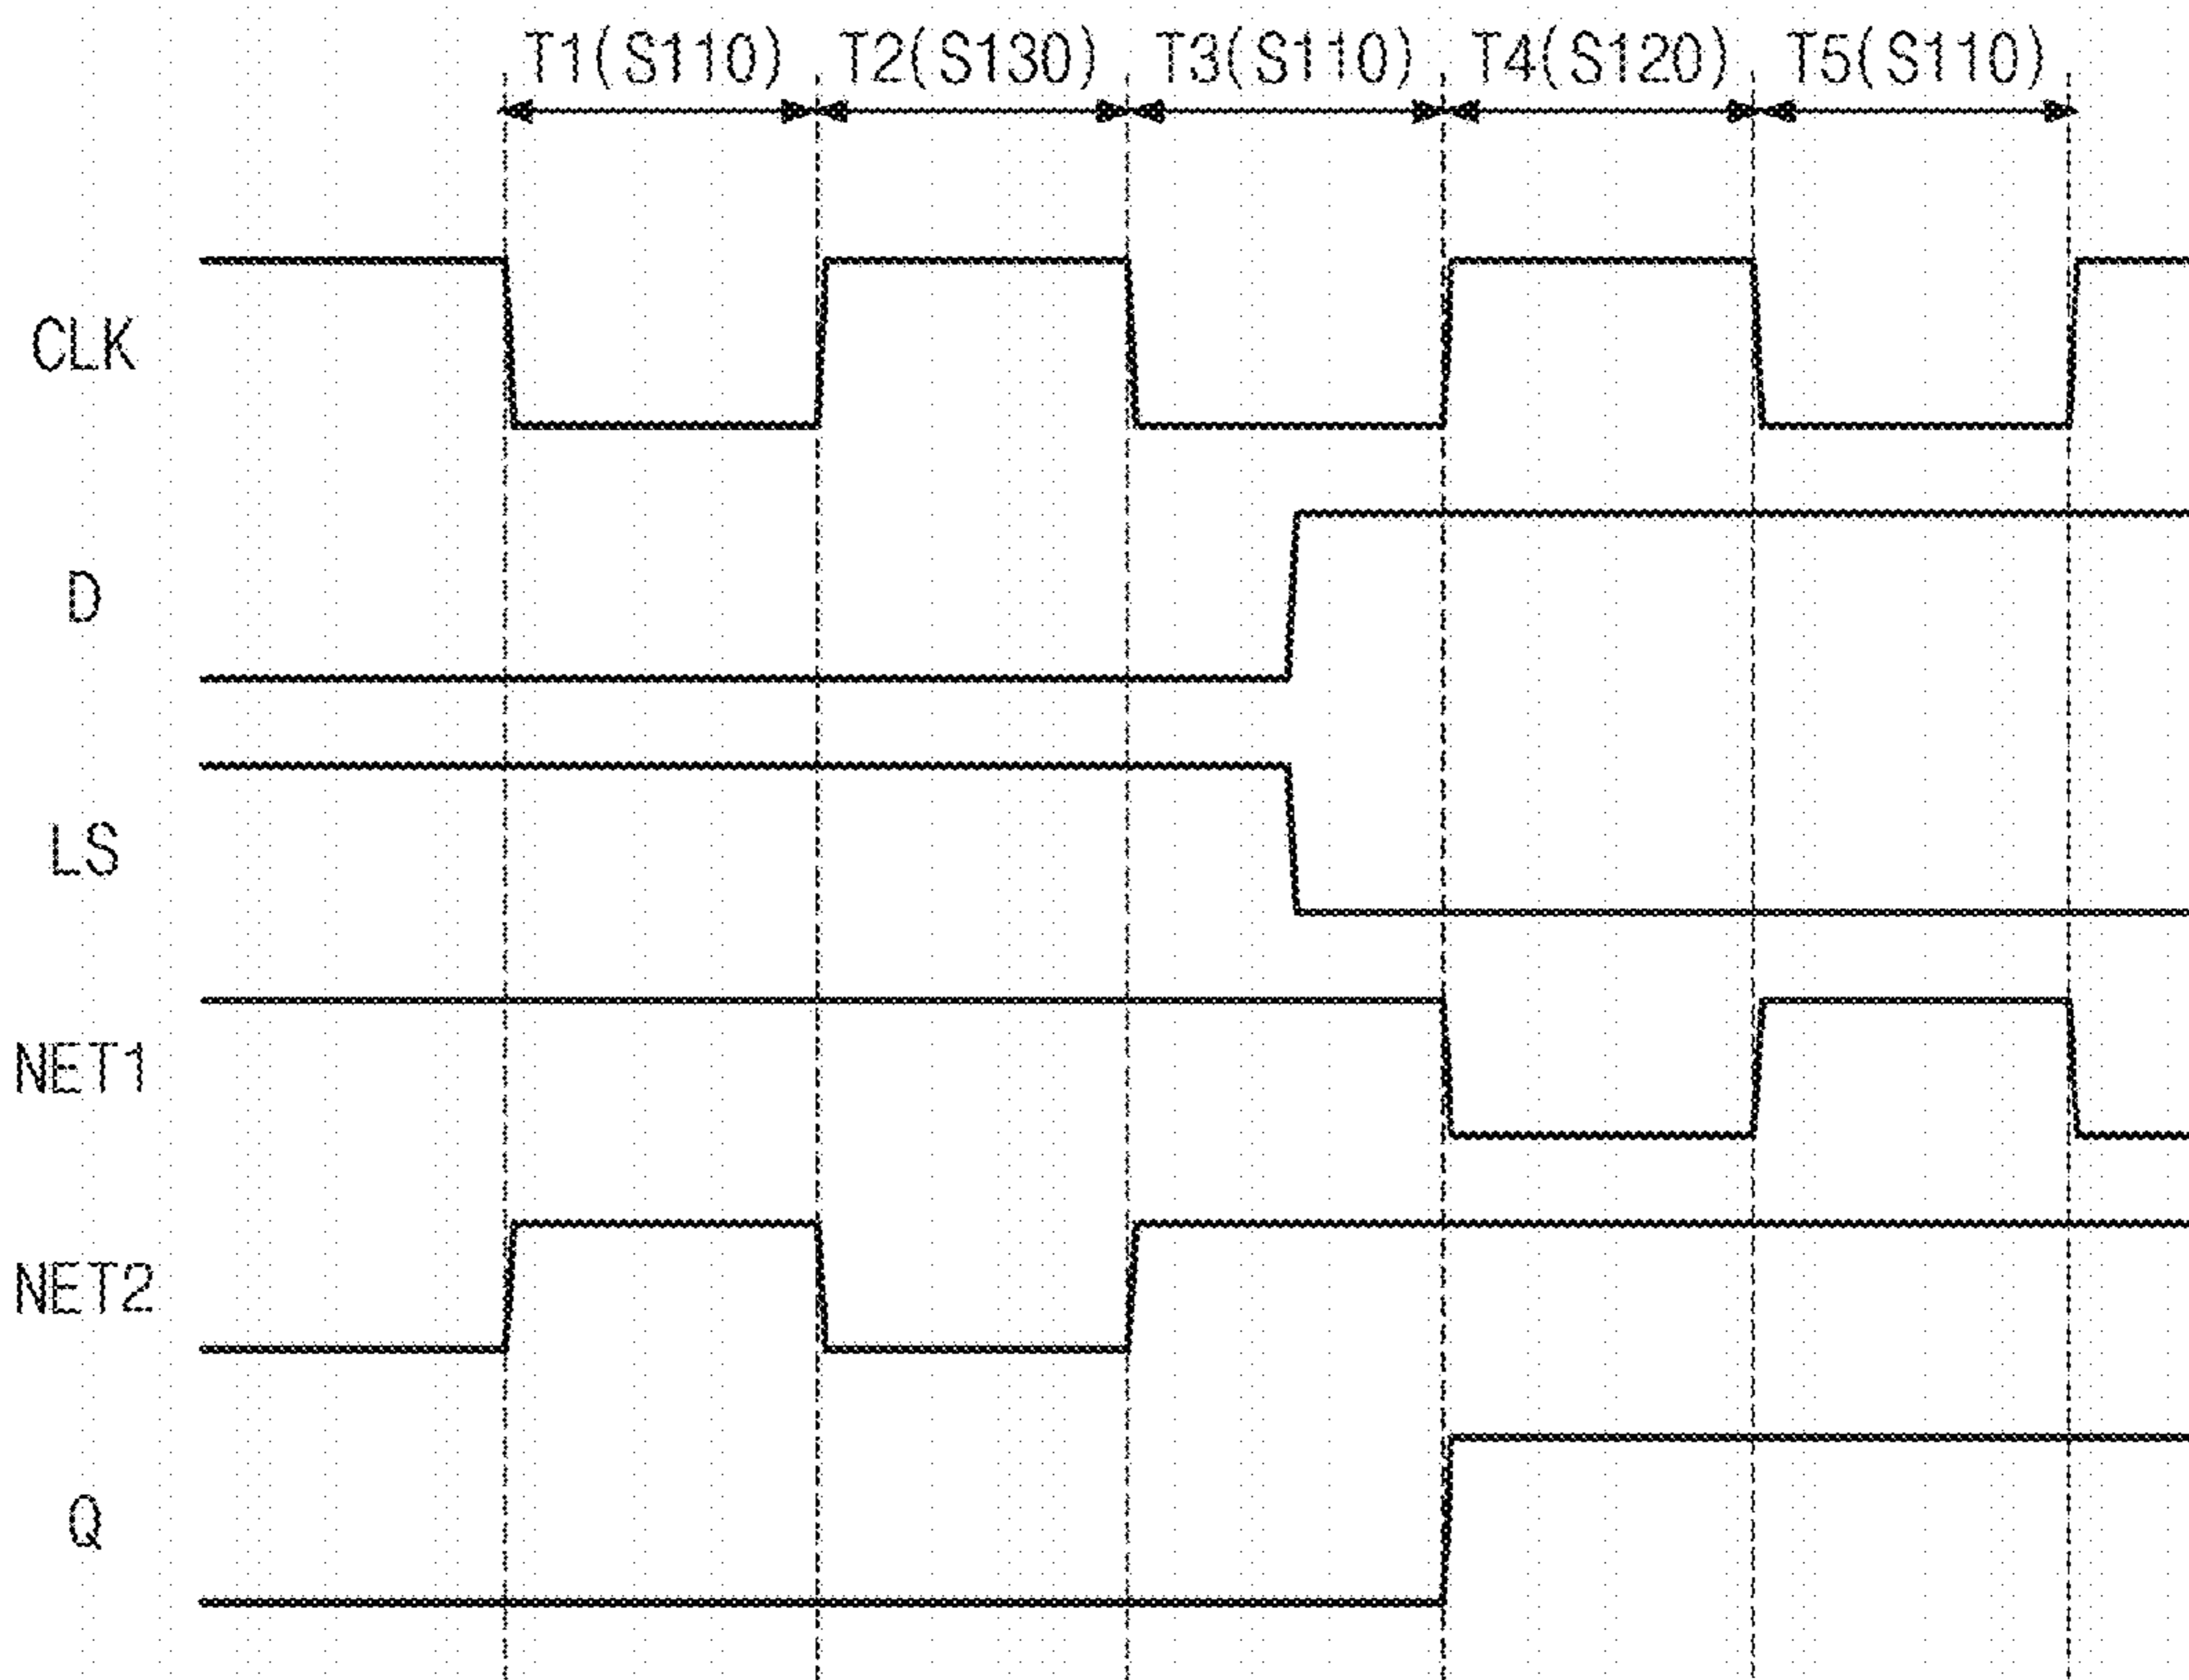 T1(S110) T2(S130) T3(S110) T4(S120) T5(S110)
CLK
D
LS
NET1
NET2
Q